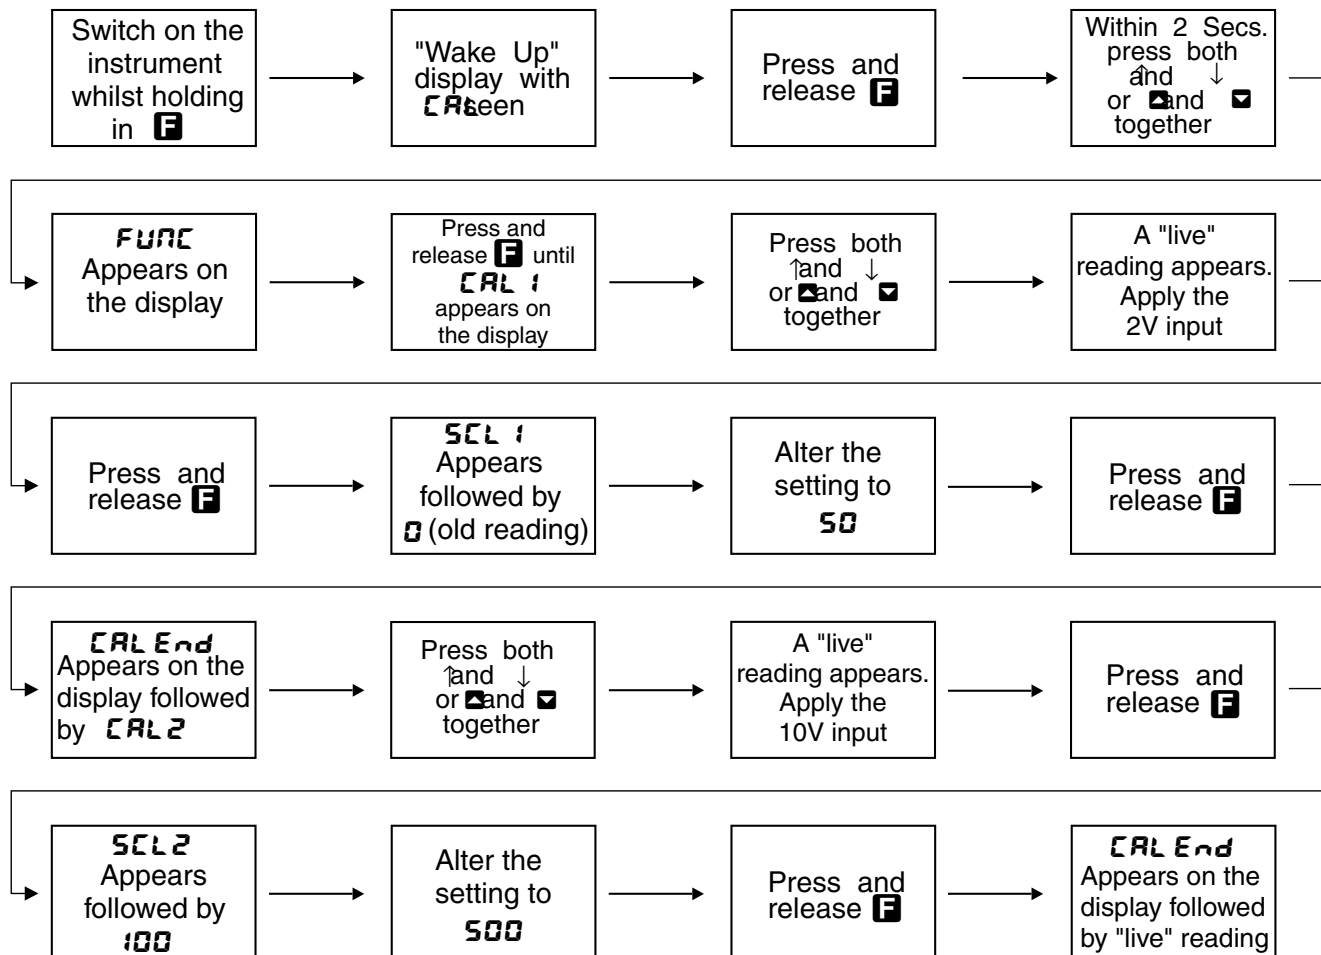 Switch on the
instrument
whilst holding
in F
"Wake Up"
display with
CAL seen
Press and
release F
Within 2 Secs.
press both
↑ and ↓
or ▲ and ▼
together
FUNC
Appears on
the display
Press and
release F until
CAL 1
appears on
the display
Press both
↑ and ↓
or ▲ and ▼
together
A "live"
reading appears.
Apply the
2V input
Press and
release F
SCL 1
Appears
followed by
0 (old reading)
Alter the
setting to
50
Press and
release F
CAL End
Appears on the
display followed
by CAL 2
Press both
↑ and ↓
or ▲ and ▼
together
A "live"
reading appears.
Apply the
10V input
Press and
release F
SCL 2
Appears
followed by
100
Alter the
setting to
500
Press and
release F
CAL End
Appears on the
display followed
by "live" reading